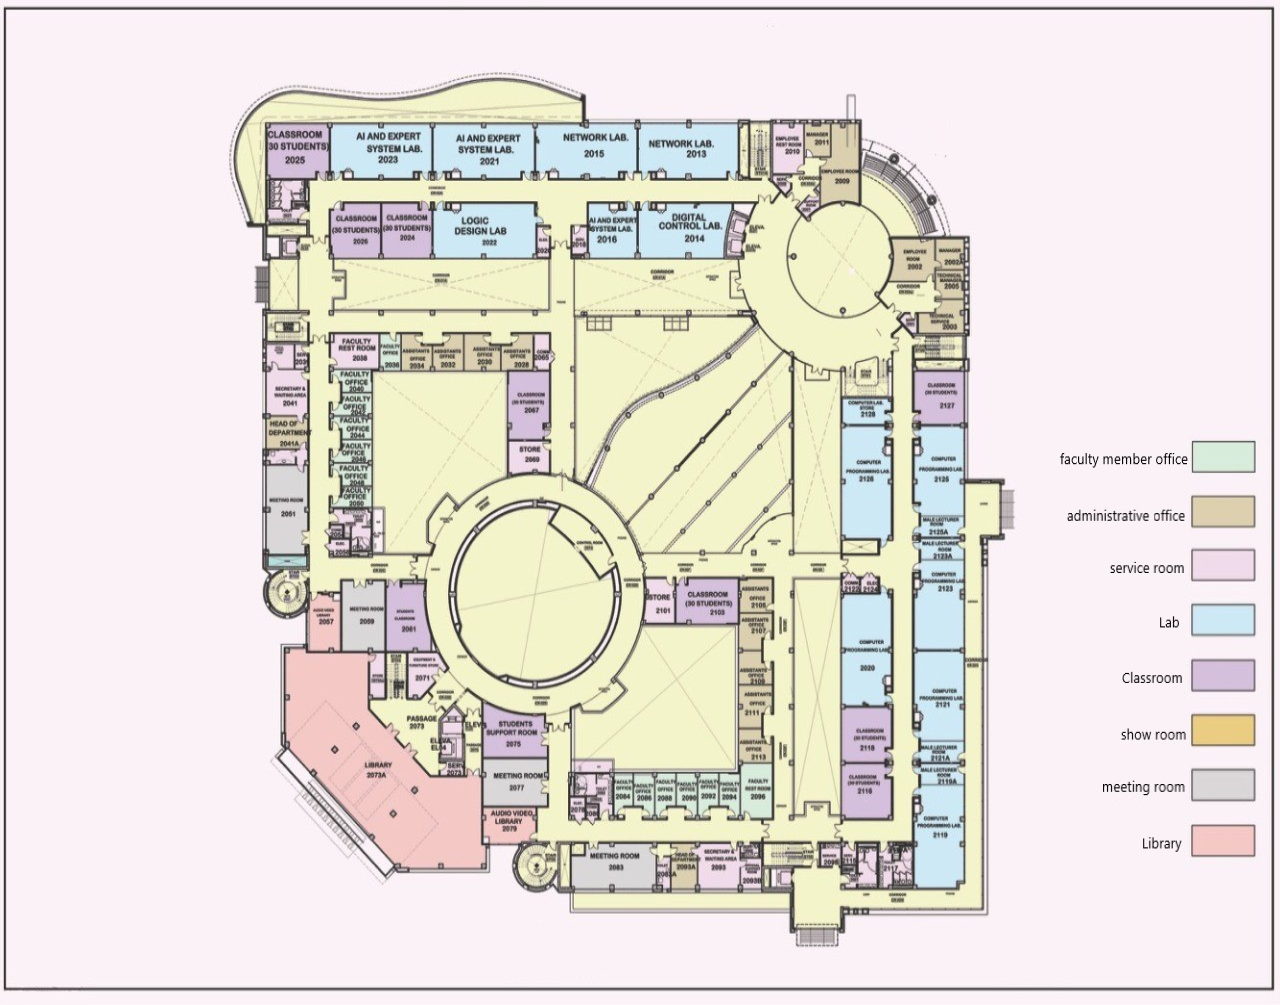 CLASSROOM
30 STUDENTS)
2025
AI AND EXPERT
SYSTEM LAB.
2023
AI AND EXPERT
SYSTEM LAB.
2021
NETWORK LAB.
2015
NETWORK LAB.
2013
EMPLOYEE
REST ROOM
2010
MANAGER
2011
EMPLOYEE ROOM
2009
CLASSROOM
(30 STUDENTS)
2026
CLASSROOM
(30 STUDENTS)
2024
LOGIC
DESIGN LAB
2022
AI AND EXPERT
SYSTEM LAB.
2016
DIGITAL
CONTROL LAB.
2014
EMPLOYEE
ROOM
2002
MANAGER
2002A
TECHNICAL
MANAGER
2005
CORRIDOR
TECHNICAL
SERVICE
2003
CORRIDOR
CORRIDOR
FACULTY
REST ROOM
2038
FACULTY
OFFICE
2036
ASSISTANTS
OFFICE
2034
ASSISTANTS
OFFICE
2032
ASSISTANTS
OFFICE
2030
ASSISTANTS
OFFICE
2028
COMM
2065
SECRETARY &
WAITING AREA
2041
HEAD OF
DEPARTMENT
2041A
FACULTY
OFFICE
2040
FACULTY
OFFICE
2042
FACULTY
OFFICE
2044
FACULTY
OFFICE
2046
FACULTY
OFFICE
2048
FACULTY
OFFICE
2050
MEETING ROOM
2051
CLASSROOM
(30 STUDENTS)
2067
STORE
2069
COMPUTER LAB.
STORE
2128
CLASSROOM
(30 STUDENTS)
2127
COMPUTER
PROGRAMMING LAB.
2126
COMPUTER
PROGRAMMING LAB.
2125
MALE LECTURER
ROOM
2125A
MALE LECTURER
ROOM
2123A
COMPUTER
PROGRAMMING LAB
2123
faculty member office
administrative office
service room
Lab
Classroom
show room
meeting room
Library
AUDIO VIDEO
LIBRARY
2057
MEETING ROOM
2059
STUDENTS
CLASSROOM
2061
STORE
2101
CLASSROOM
(30 STUDENTS)
2103
ASSISTANTS
OFFICE
2105
ASSISTANTS
OFFICE
2107
ASSISTANTS
OFFICE
2109
ASSISTANTS
OFFICE
2111
ASSISTANTS
OFFICE
2113
COMPUTER
PROGRAMMING LAB
2020
COMPUTER
PROGRAMMING LAB
2121
MALE LECTURER
ROOM
2121A
MALE LECTURER
ROOM
2119A
COMPUTER
PROGRAMMING LAB
2119
CLASSROOM
(30 STUDENTS)
2118
CLASSROOM
(30 STUDENTS)
2116
2071
PASSAGE
2073
LIBRARY
2073A
STUDENTS
SUPPORT ROOM
2075
MEETING ROOM
2077
AUDIO VIDEO
LIBRARY
2079
FACULTY
OFFICE
2084
FACULTY
OFFICE
2086
FACULTY
OFFICE
2088
FACULTY
OFFICE
2090
FACULTY
OFFICE
2092
FACULTY
OFFICE
2094
FACULTY
REST ROOM
2096
MEETING ROOM
2083
HEAD OF
DEPARTMENT
2093A
SECRETARY &
WAITING AREA
2093
2093B